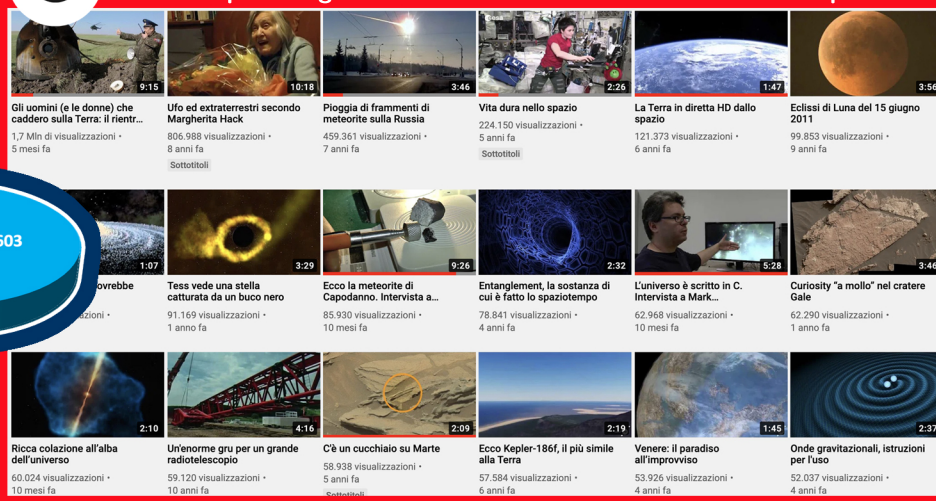 9:15
10:18
3:46
2:26
1:47
3:56
Gli uomini (e le donne) che
caddero sulla Terra: il rientr...
1,7 Mln di visualizzazioni •
5 mesi fa
Ufo ed extraterrestri secondo
Margherita Hack
806.988 visualizzazioni •
8 anni fa
Sottotitoli
Pioggia di frammenti di
meteorite sulla Russia
459.361 visualizzazioni •
7 anni fa
Vita dura nello spazio
224.150 visualizzazioni •
5 anni fa
Sottotitoli
La Terra in diretta HD dallo
spazio
121.373 visualizzazioni •
6 anni fa
Eclissi di Luna del 15 giugno
2011
99.853 visualizzazioni •
9 anni fa
603
1:07
3:29
9:26
2:32
5:28
3:46
ovrebbe
zioni •
Tess vede una stella
catturata da un buco nero
91.169 visualizzazioni •
1 anno fa
Ecco la meteorite di
Capodanno. Intervista a...
85.930 visualizzazioni •
10 mesi fa
Entanglement, la sostanza di
cui è fatto lo spaziotempo
78.841 visualizzazioni •
4 anni fa
L'universo è scritto in C.
Intervista a Mark...
62.968 visualizzazioni •
10 mesi fa
Curiosity "a mollo" nel cratere
Gale
62.290 visualizzazioni •
1 anno fa
2:10
4:16
2:09
2:19
1:45
2:37
Ricca colazione all'alba
dell'universo
60.024 visualizzazioni •
10 mesi fa
Un'enorme gru per un grande
radiotelescopio
59.120 visualizzazioni •
10 anni fa
C'è un cucchiaio su Marte
58.938 visualizzazioni •
5 anni fa
Sottotitoli
Ecco Kepler-186f, il più simile
alla Terra
57.584 visualizzazioni •
6 anni fa
Venere: il paradiso
all'improvviso
53.926 visualizzazioni •
4 anni fa
Onde gravitazionali, istruzioni
per l'uso
52.037 visualizzazioni •
4 anni fa